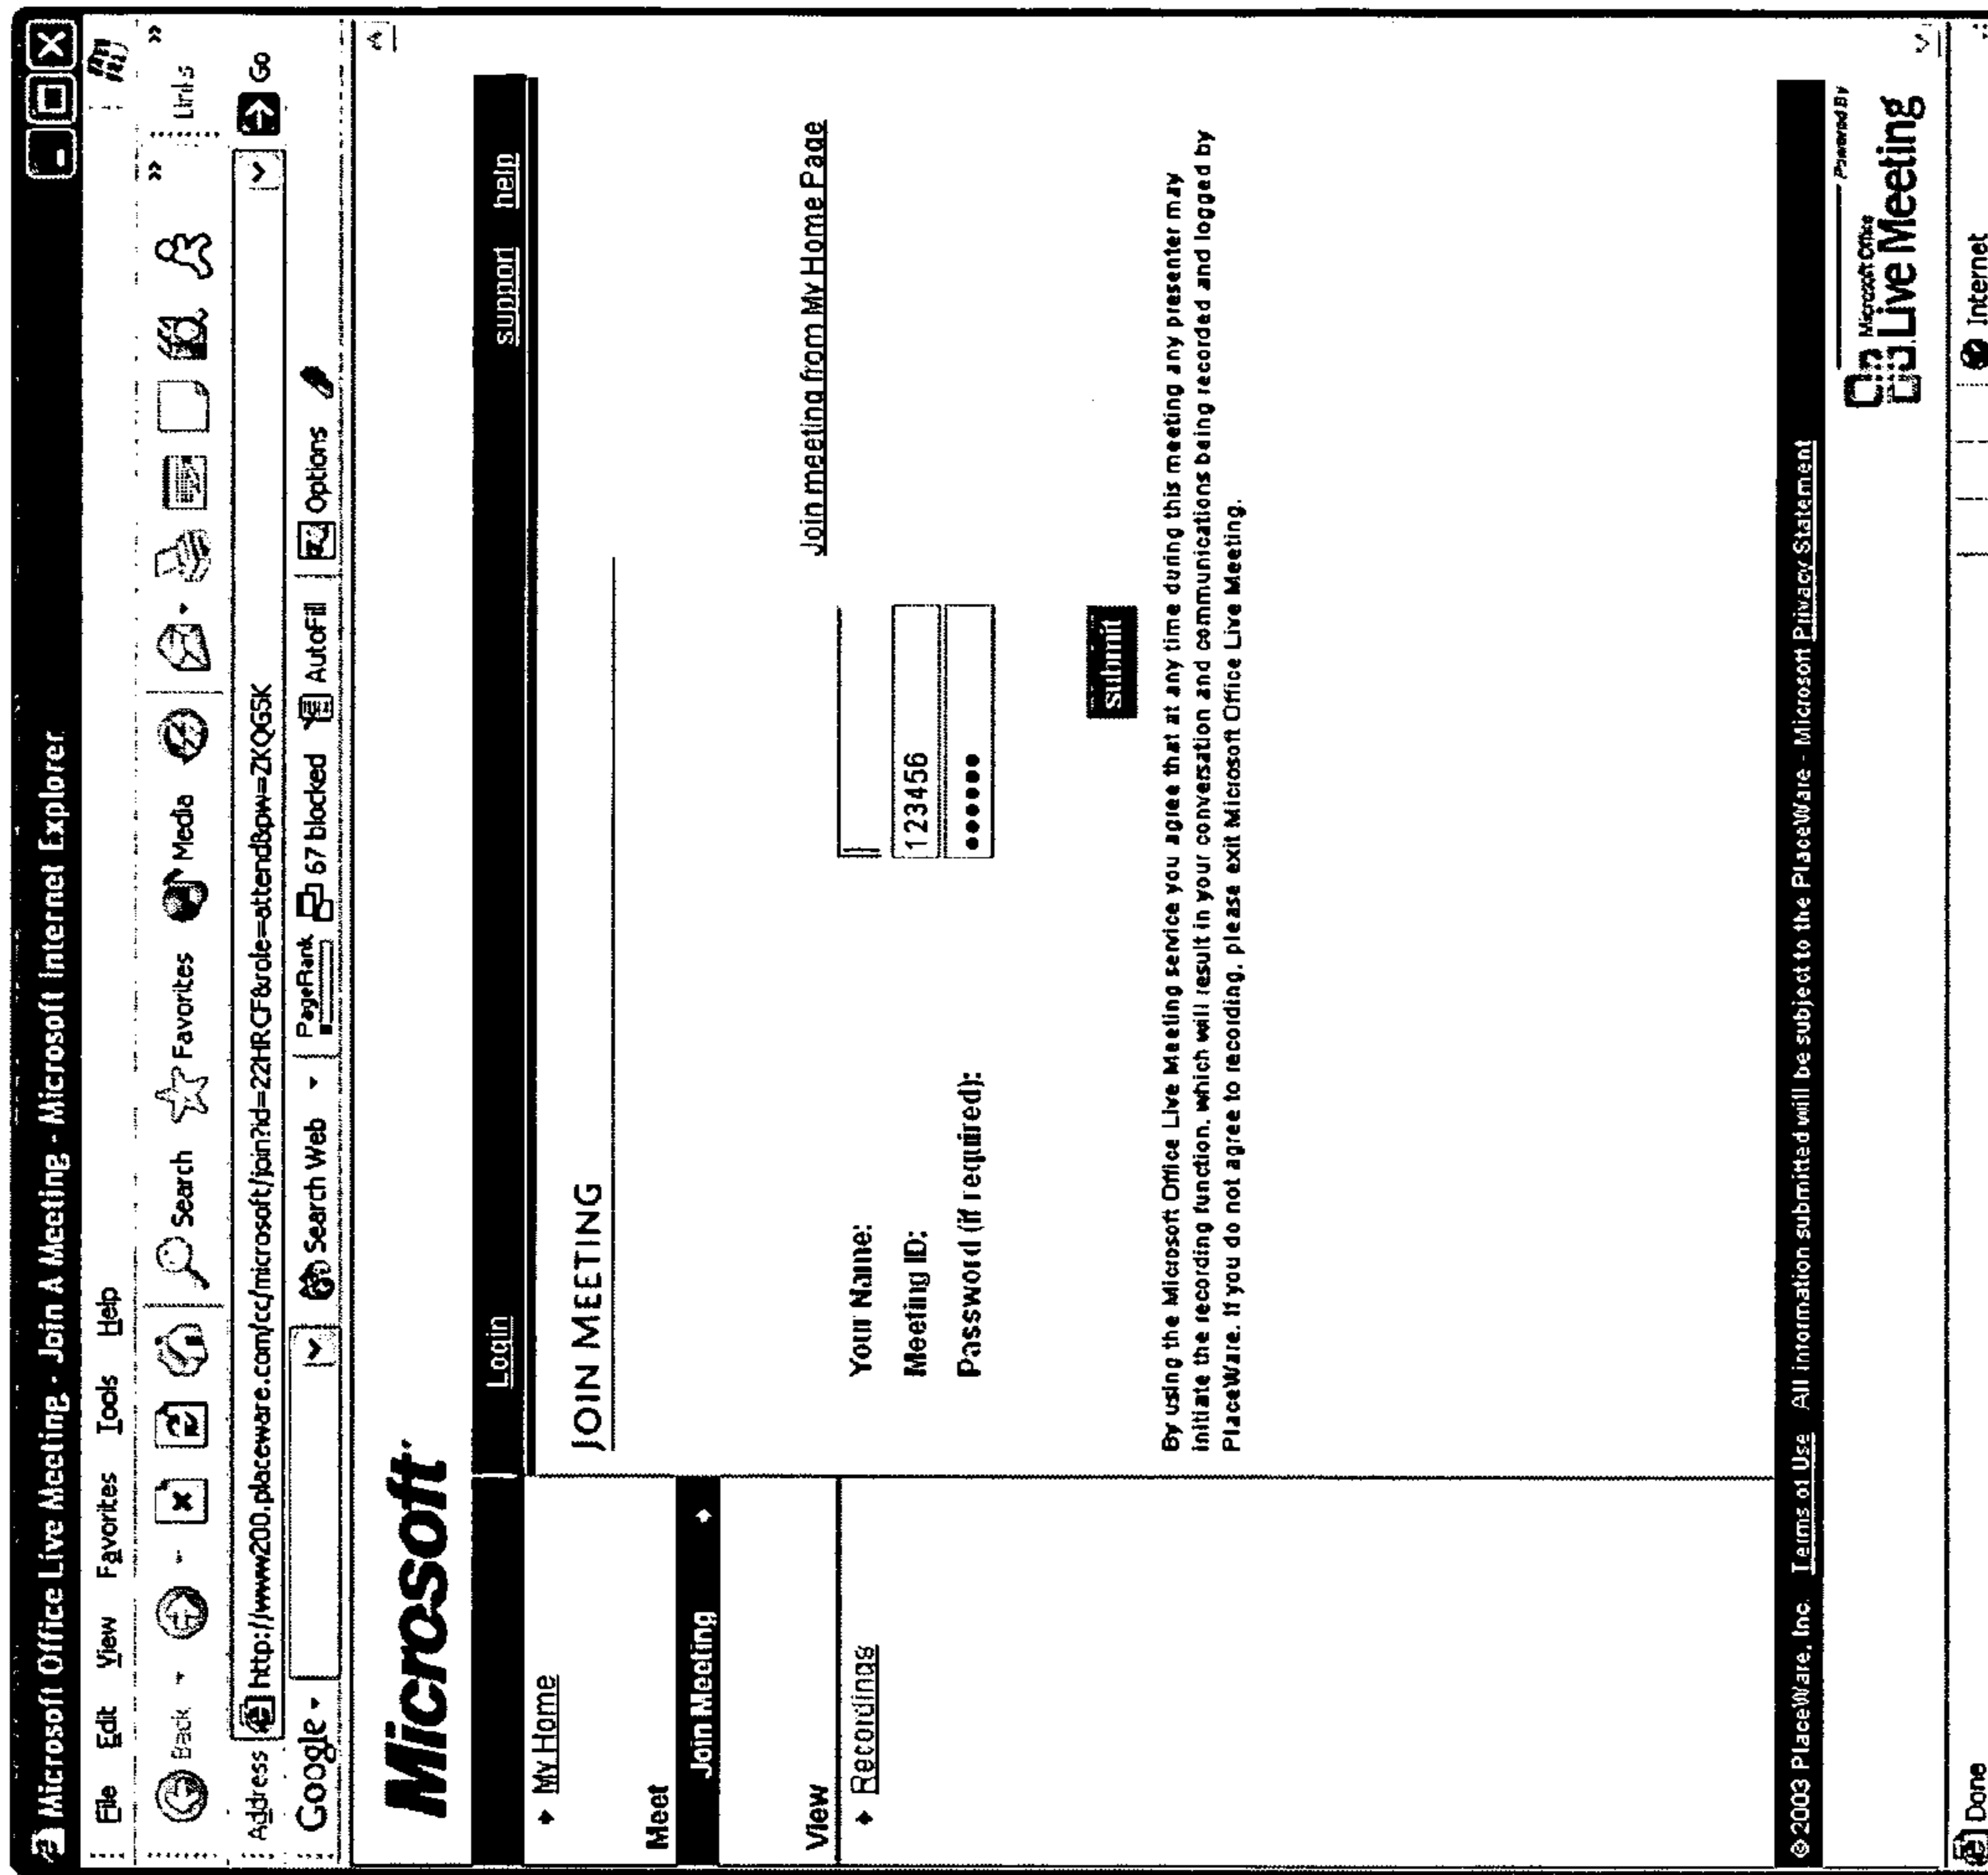 Microsoft Office Live Meeting - Join A Meeting - Microsoft Internet Explorer
File Edit View Favorites Tools Help
Back Search Favorites Media Links
Address http://www200.placeware.com/cc/microsoft/join?id=22HRCF&role=attend&pw=ZKQGSK Go
Google Search Web PageRank 67 blocked AutoFill Options
Microsoft
Login support help
My Home
JOIN MEETING
Meet
Join Meeting
Join meeting from My Home Page
View
Recordings
Your Name:
Meeting ID: 123456
Password (if required): ••••••
submit
By using the Microsoft Office Live Meeting service you agree that at any time during this meeting any presenter may
initiate the recording function, which will result in your conversation and communications being recorded and logged by
PlaceWare. If you do not agree to recording, please exit Microsoft Office Live Meeting.
© 2003 PlaceWare, Inc. Terms of Use All information submitted will be subject to the PlaceWare - Microsoft Privacy Statement
Powered By
Microsoft Office
Live Meeting
Done Internet